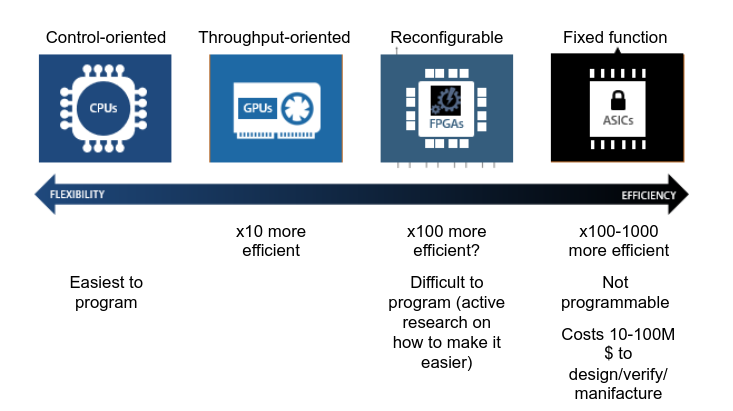 Control-oriented
Throughput-oriented
Reconfigurable
Fixed function
CPUs
GPUs
FPGAs
ASICs
FLEXIBILITY
EFFICIENCY
x10 more
efficient
x100 more
efficient?
x100-1000
more efficient
Easiest to
program
Difficult to
program (active
research on
how to make it
easier)
Not
programmable
Costs 10-100M
$ to
design/verify/
manifacture